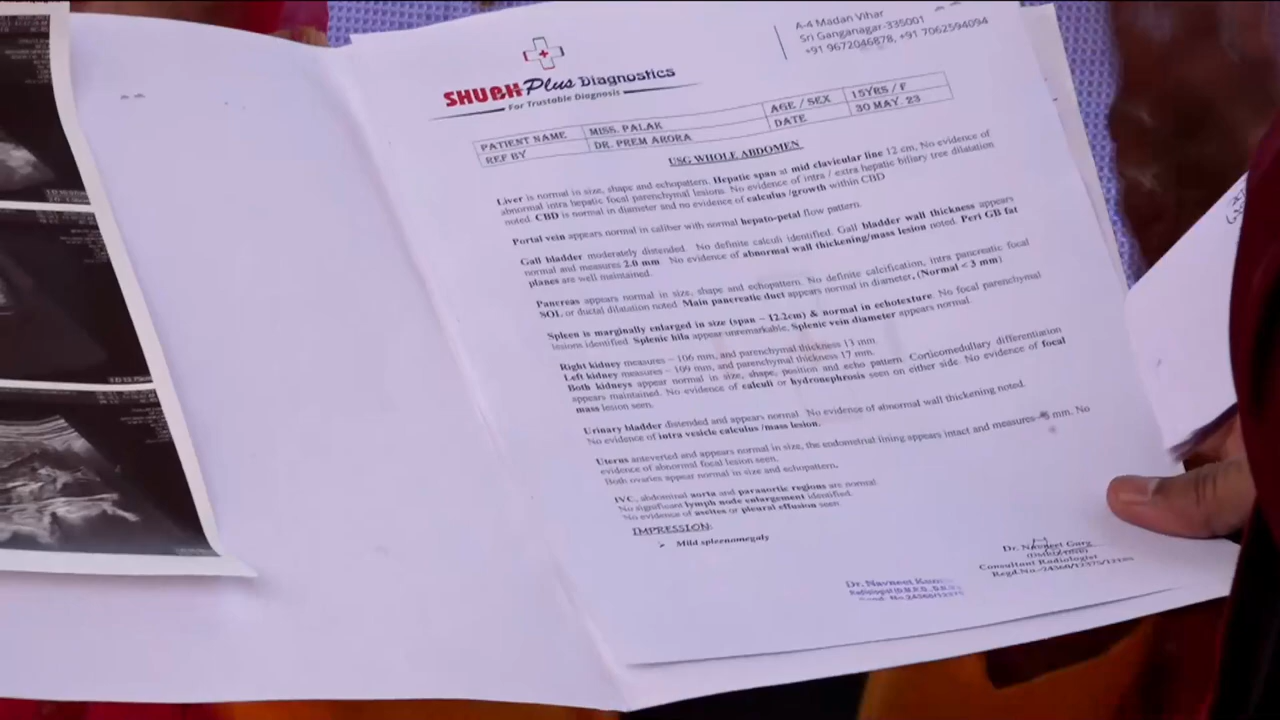 A-4 Madan Vihar
Sri Ganganagar-335001
+91 9672046878, +91 7062594094
SHUBH Plus Diagnostics
For Trustable Diagnosis
PATIENT NAME MISS. PALAK AGE / SEX 15YRS / F
REF BY DR. PREM ARORA DATE 30 MAY. 23
USG WHOLE ABDOMEN
Liver is normal in size, shape and echopattern. Hepatic span at mid clavicular line 12 cm. No evidence of
abnormal intra hepatic focal parenchymal lesions. No evidence of intra / extra hepatic biliary tree dilatation
noted. CBD is normal in diameter and no evidence of calculus /growth within CBD
Portal vein appears normal in caliber with normal hepato-petal flow pattern.
Gall bladder moderately distended. No definite calculi identified. Gall bladder wall thickness appears
normal and measures 2.0 mm No evidence of abnormal wall thickening/mass lesion noted. Peri GB fat
planes are well maintained.
Pancreas appears normal in size, shape and echopattern. No definite calcification, intra pancreatic focal
SOL or ductal dilatation noted Main pancreatic duct appears normal in diameter, (Normal < 3 mm)
Spleen is marginally enlarged in size (span ~ 12.2cm) & normal in echotexture. No focal parenchymal
lesions identified. Splenic hila appear unremarkable. Splenic vein diameter appears normal.
Right kidney measures ~ 106 mm, and parenchymal thickness 13 mm.
Left kidney measures ~ 109 mm, and parenchymal thickness 17 mm.
Both kidneys appear normal in size, shape, position and echo pattern. Corticomedullary differentiation
appears maintained. No evidence of calculi or hydronephrosis seen on either side. No evidence of focal
mass lesion seen.
Urinary bladder distended and appears normal No evidence of abnormal wall thickening noted.
No evidence of intra vesicle calculus /mass lesion.
Uterus anteverted and appears normal in size, the endometrial lining appears intact and measures mm. No
evidence of abnormal focal lesion seen.
Both ovaries appear normal in size and echopattern.
IVC, abdominal aorta and paraaortic regions are normal
No significant lymph node enlargement identified.
No evidence of ascites or pleural effusion seen
IMPRESSION:
➢ Mild spleenomegaly
Dr. Navneet Garg
Consultant Radiologist
Dr. Navneet